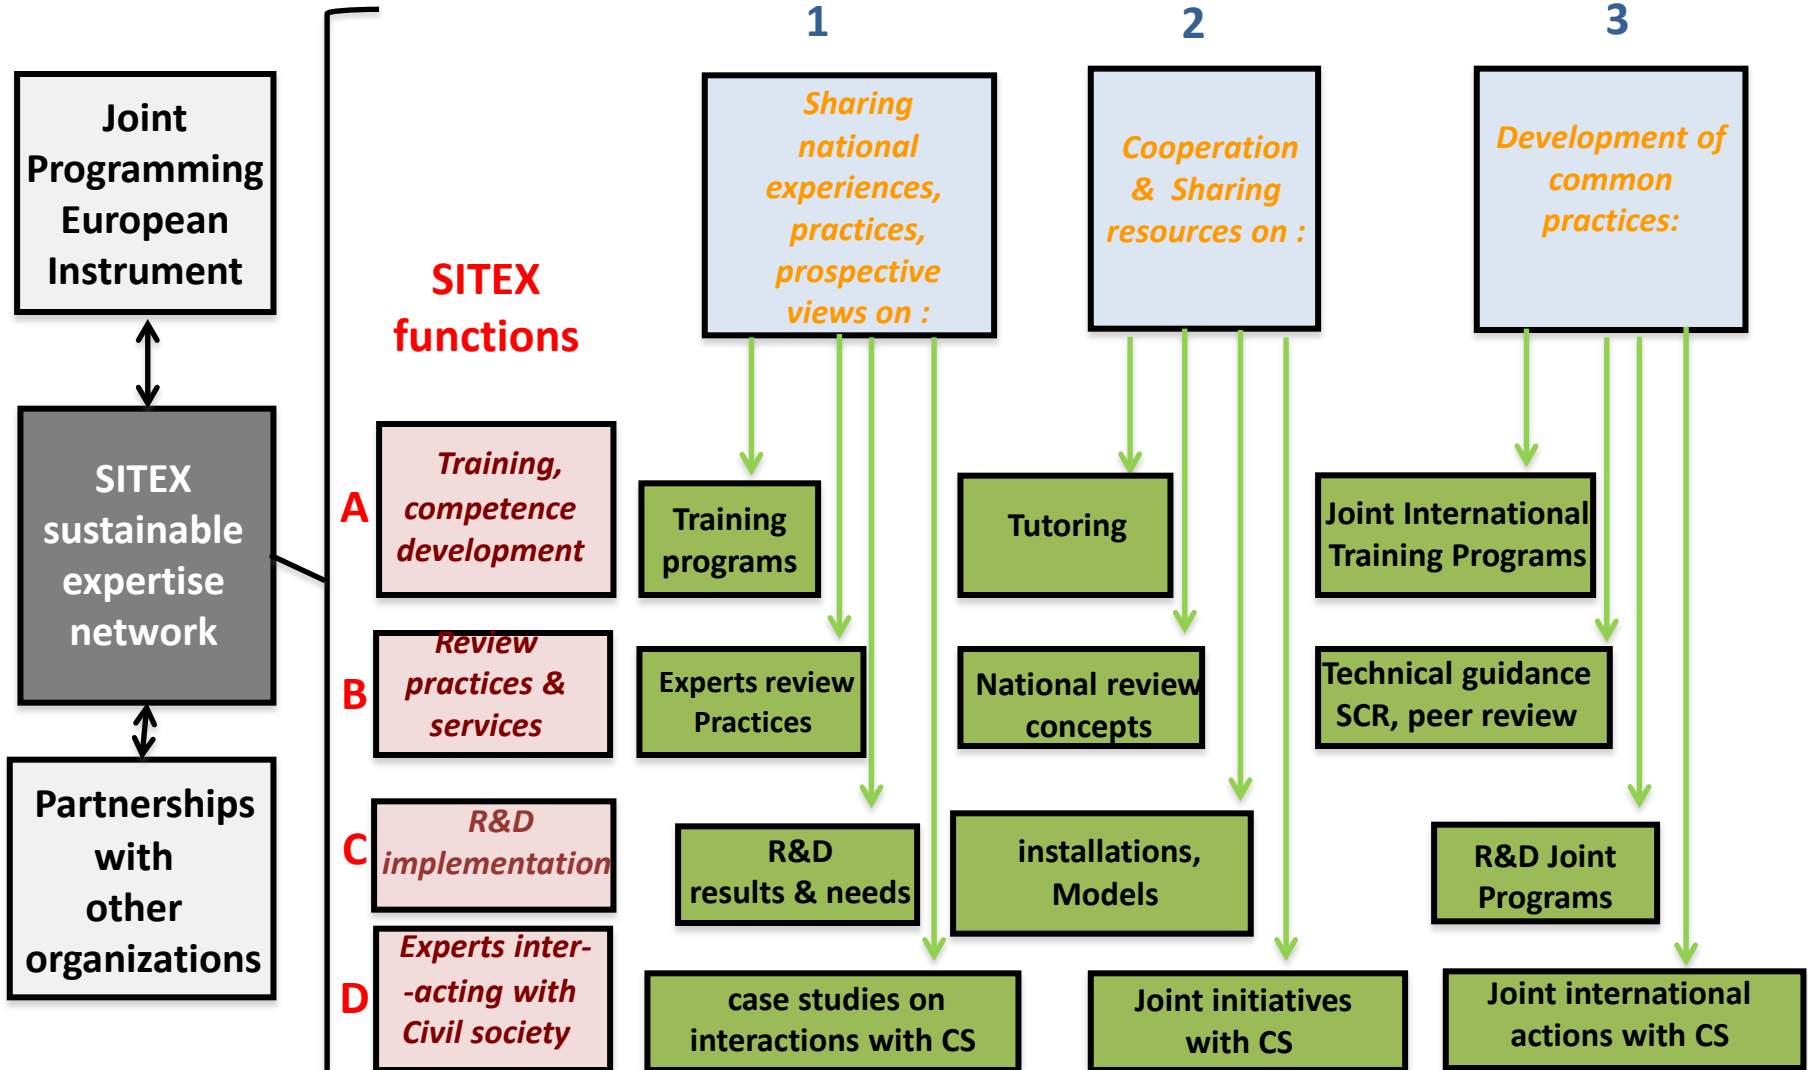 1
2
3
Joint
Programming
European
Instrument
SITEX
sustainable
expertise
network
Partnerships
with
other
organizations
SITEX
functions
Sharing
national
experiences,
practices,
prospective
views on :
Cooperation
& Sharing
resources on :
Development of
common
practices:
A
Training,
competence
development
Training
programs
Tutoring
Joint International
Training Programs
B
Review
practices &
services
Experts review
Practices
National review
concepts
Technical guidance
SCR, peer review
C
R&D
implementation
R&D
results & needs
installations,
Models
R&D Joint
Programs
D
Experts inter-
-acting with
Civil society
case studies on
interactions with CS
Joint initiatives
with CS
Joint international
actions with CS